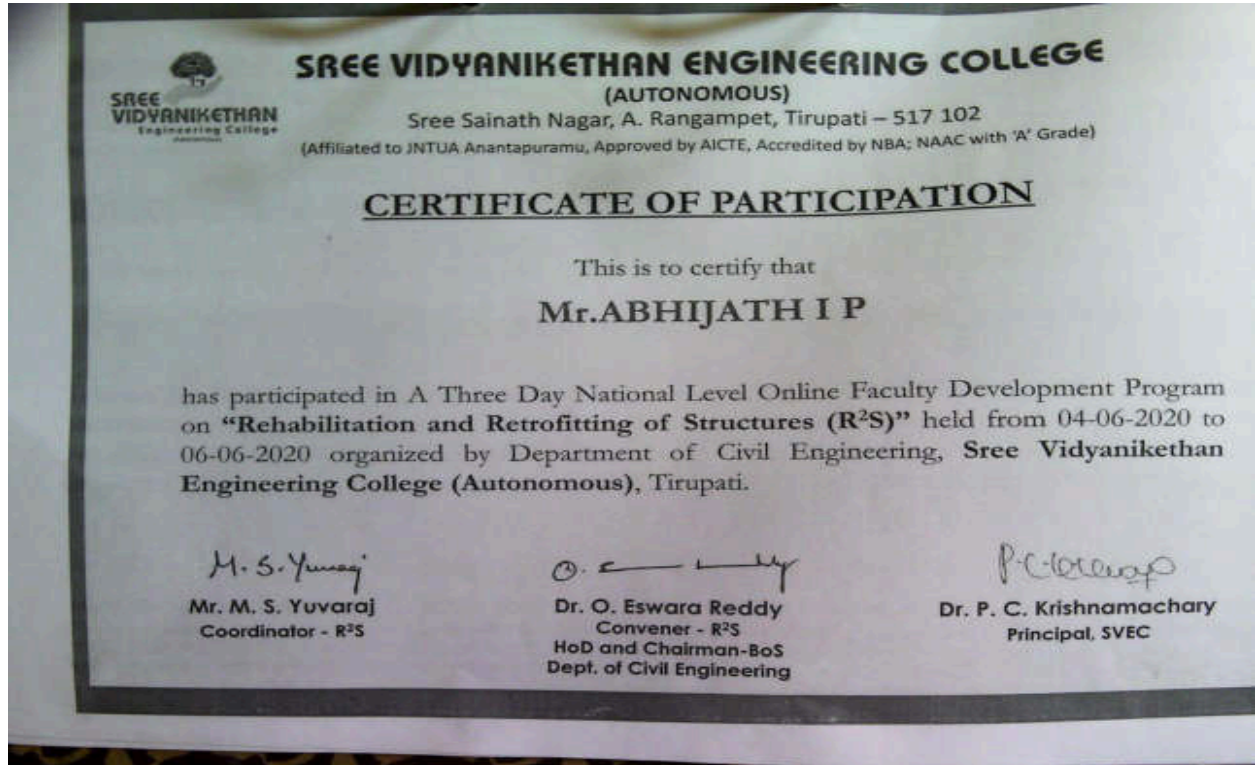 SREE
VIDYANIKETHAN
Engineering College
SREE VIDYANIKETHAN ENGINEERING COLLEGE
(AUTONOMOUS)
Sree Sainath Nagar, A. Rangampet, Tirupati – 517 102
(Affiliated to JNTUA Anantapuramu, Approved by AICTE, Accredited by NBA; NAAC with 'A' Grade)
CERTIFICATE OF PARTICIPATION
This is to certify that
Mr.ABHIJATH I P
has participated in A Three Day National Level Online Faculty Development Program
on “Rehabilitation and Retrofitting of Structures (R²S)” held from 04-06-2020 to
06-06-2020 organized by Department of Civil Engineering, Sree Vidyanikethan
Engineering College (Autonomous), Tirupati.
M. S. Yuvaraj
Mr. M. S. Yuvaraj
Coordinator - R²S
Dr. O. Eswara Reddy
Convener - R²S
HoD and Chairman-BoS
Dept. of Civil Engineering
Dr. P. C. Krishnamachary
Principal, SVEC